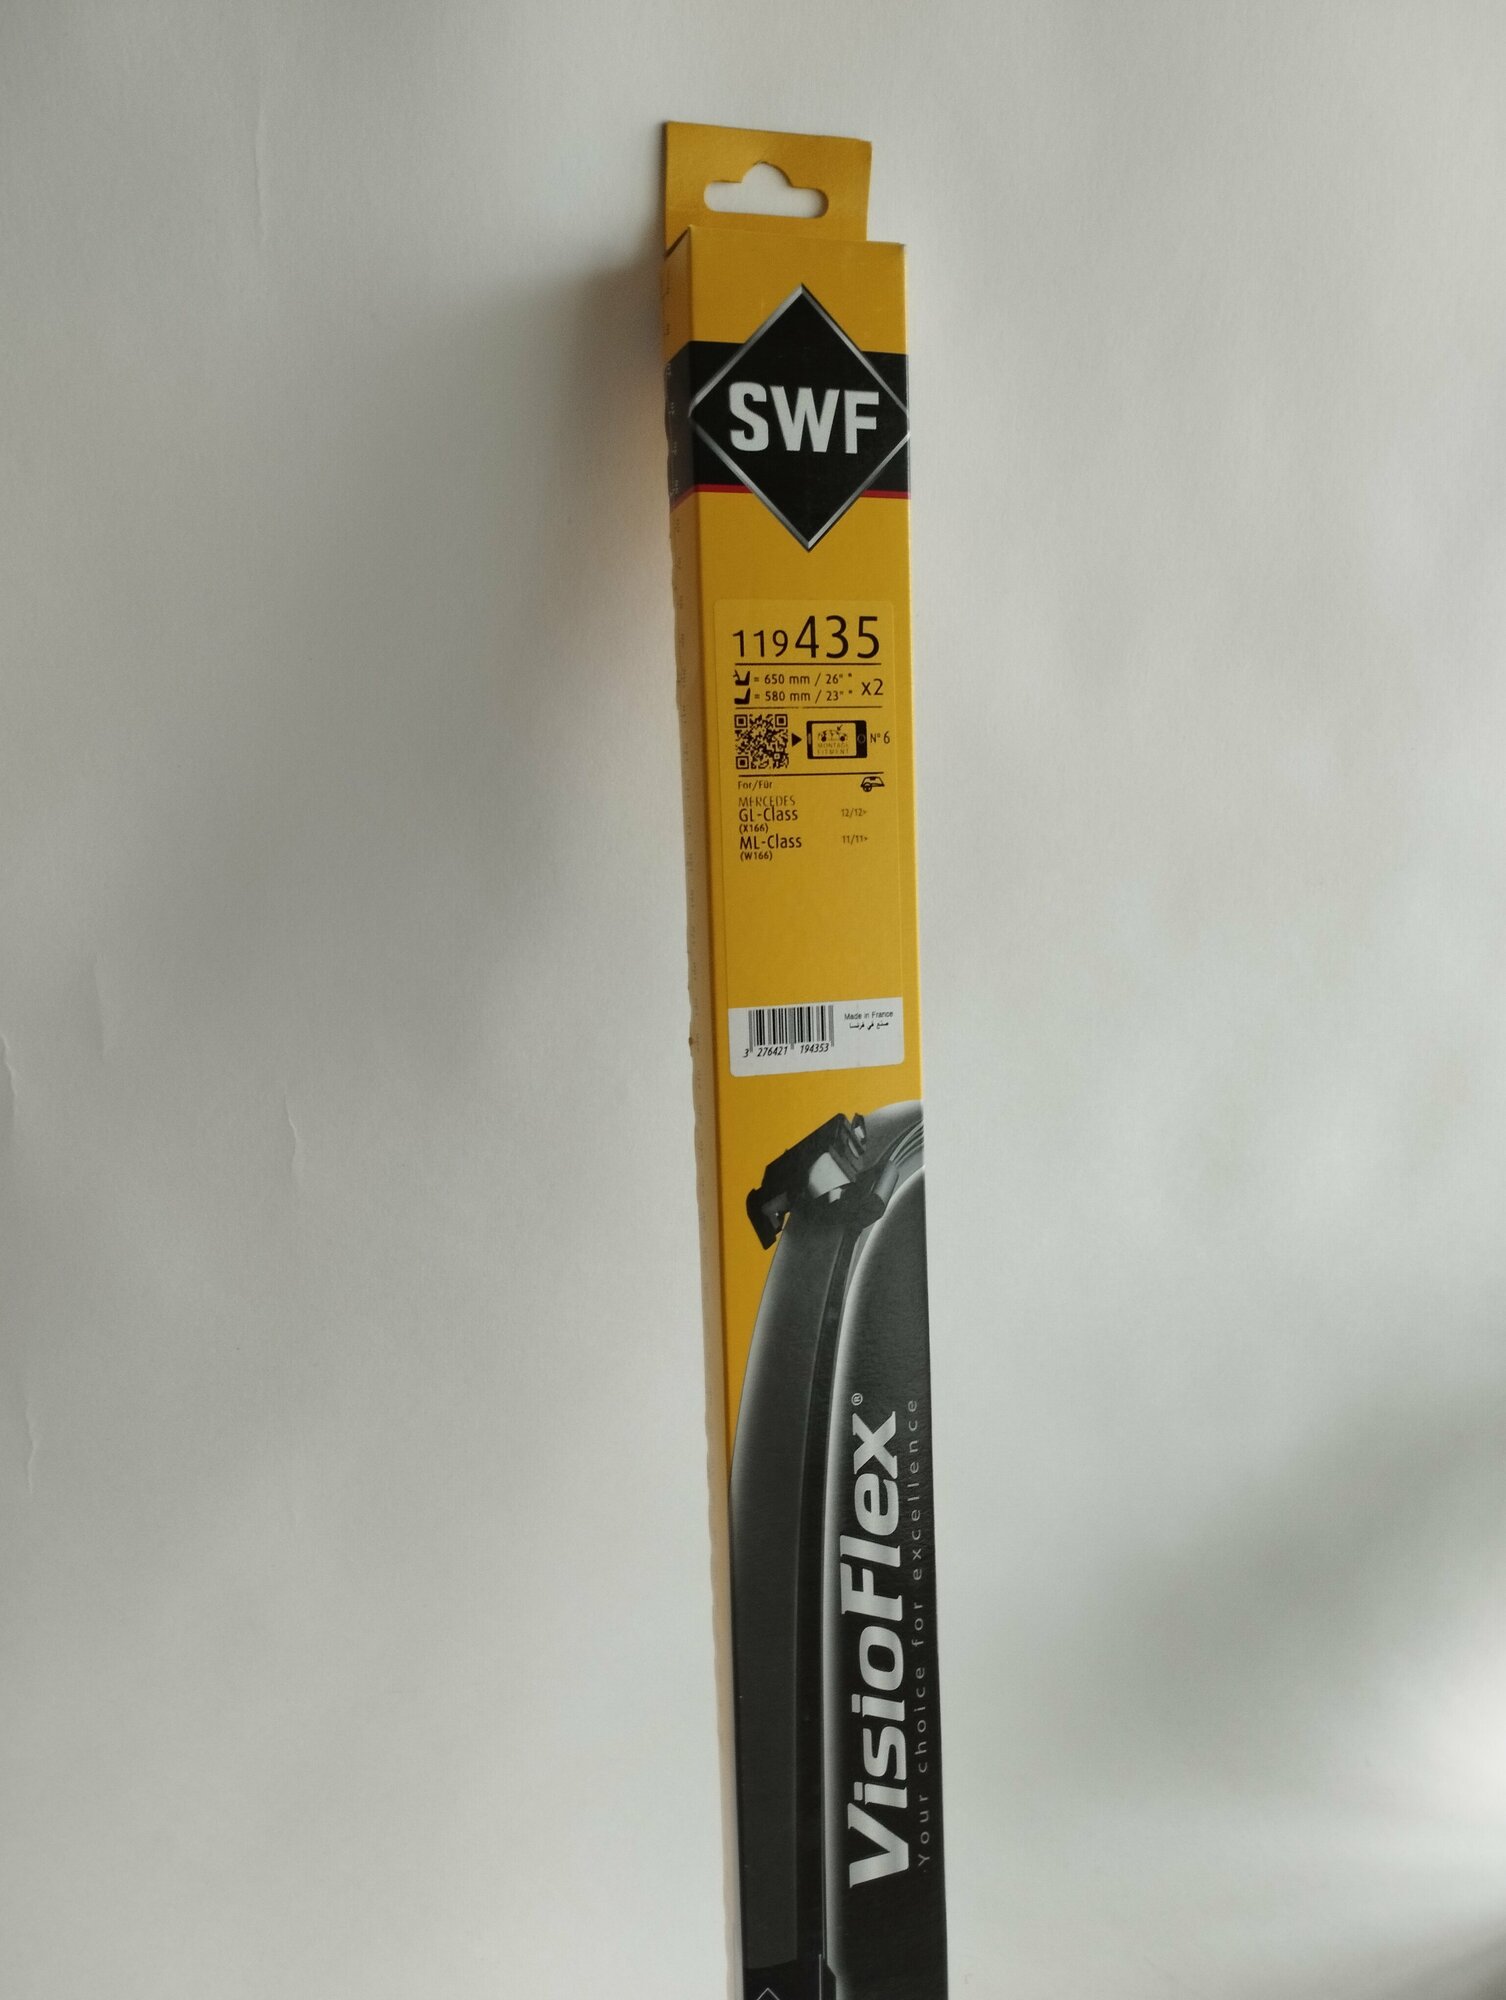 SWF
119435
= 650 mm / 26" *
= 580 mm / 23" *
x2
MONTAGE
FITMENT
N° 6
For/Für
MERCEDES
GL-Class 12/12>
(X166)
ML-Class 11/11>
(W166)
Made in France
صنع في فرنسا
3 276421 194353
VisioFlex®
Your choice for excellence